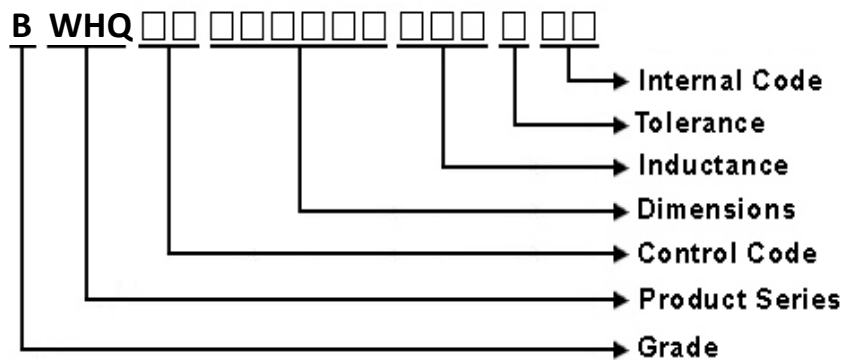 B WHQ□□ □□□□□□ □□□ □ □□
Internal Code
Tolerance
Inductance
Dimensions
Control Code
Product Series
Grade